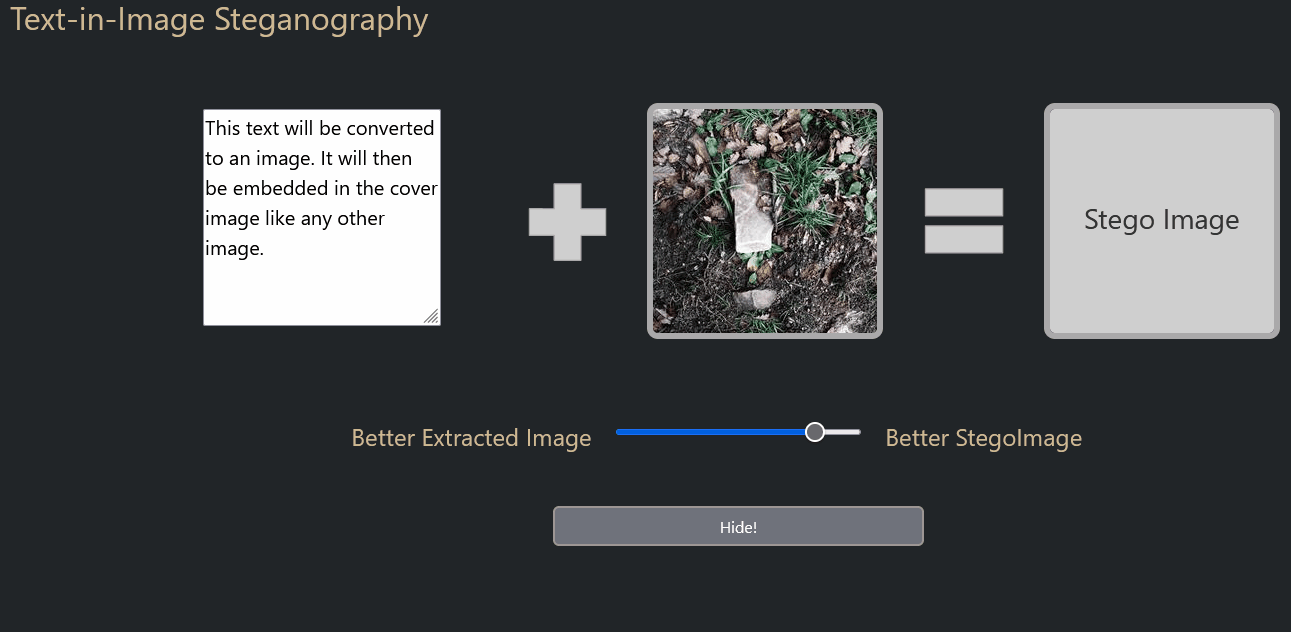 Text-in-Image Steganography
This text will be converted
to an image. It will then
be embedded in the cover
image like any other
image.
Stego Image
Better Extracted Image
Better StegoImage
Hide!